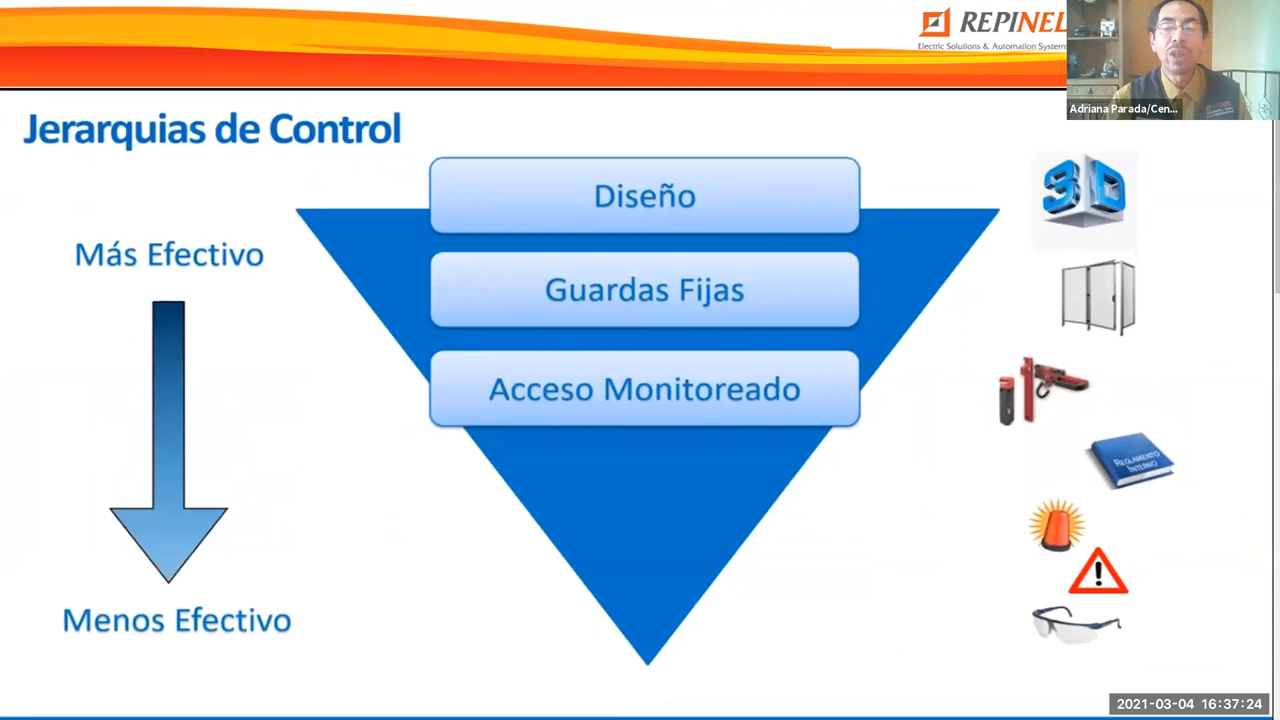 REPINEL
Electric Solutions & Automation Systems
Adriana Parada/Cen...
Jerarquias de Control
Diseño
3D
Más Efectivo
Guardas Fijas
Acceso Monitoreado
REGLAMENTO
INTERNO
!
Menos Efectivo
2021-03-04 16:37:24